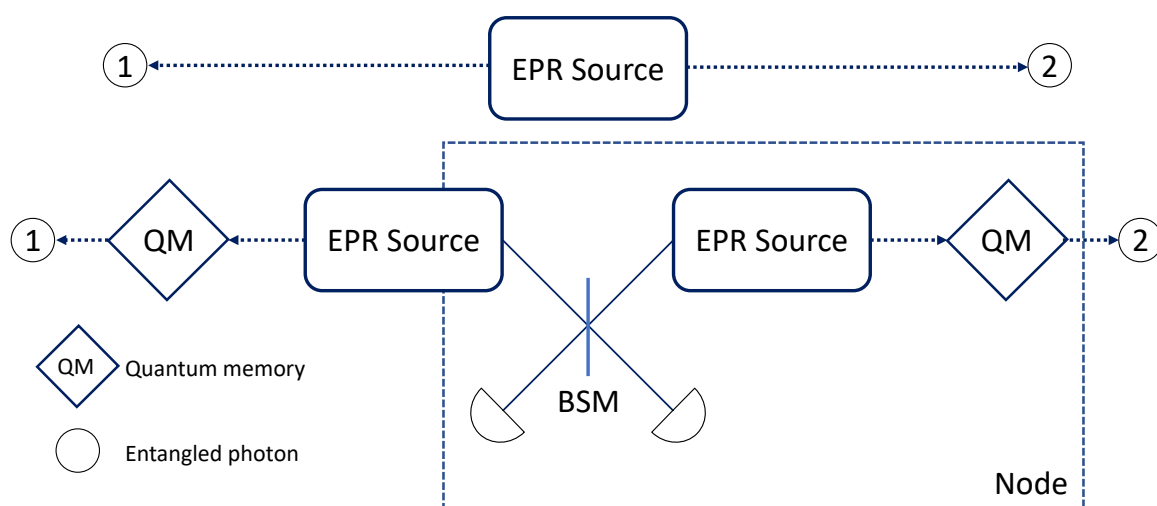 1
EPR Source
2
1
QM
EPR Source
EPR Source
QM
2
QM
Quantum memory
BSM
Entangled photon
Node